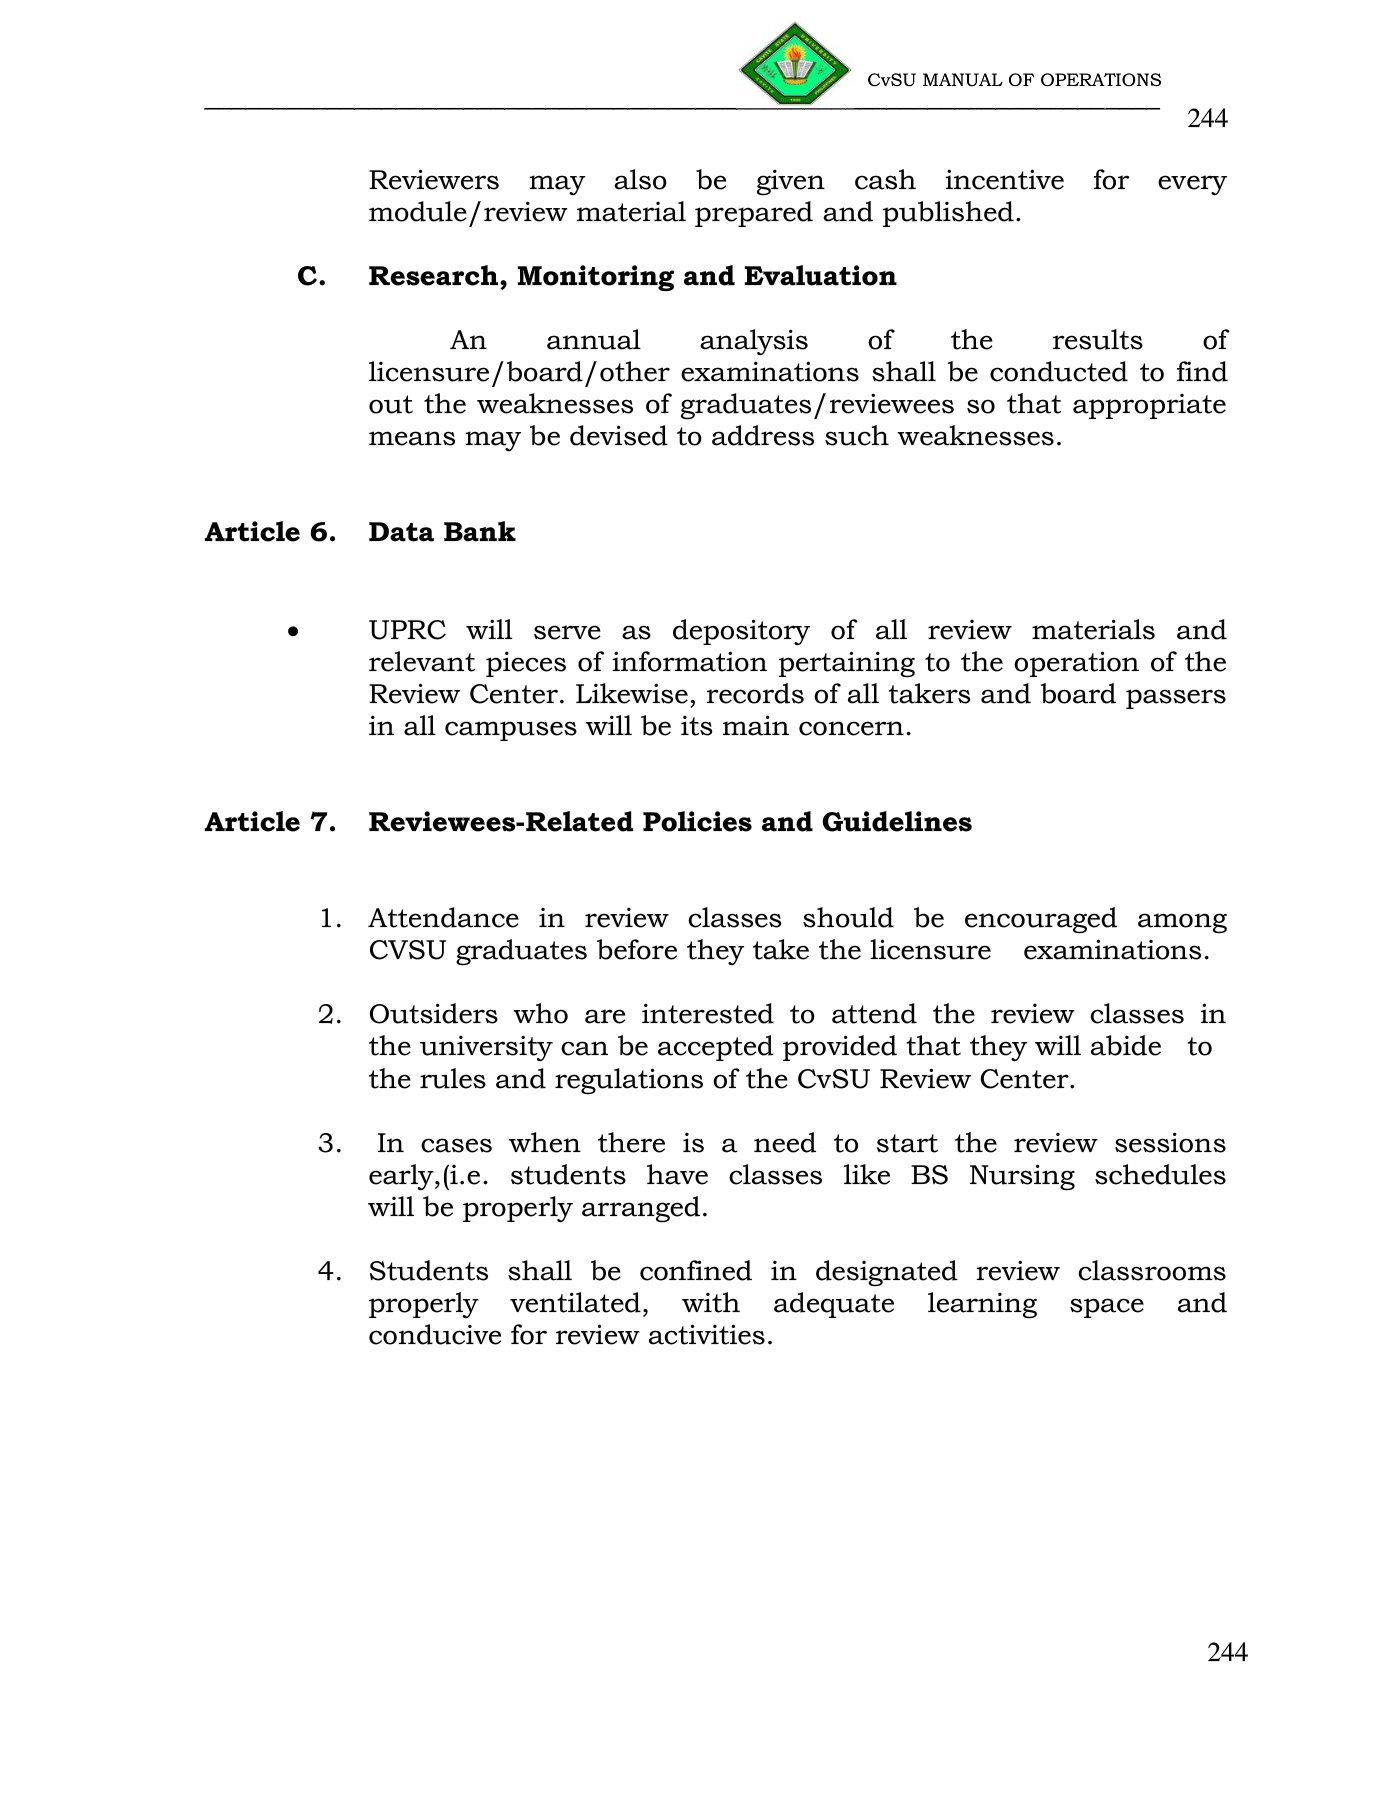 CvSU MANUAL OF OPERATIONS
244
Reviewers may also be given cash incentive for every
module/review material prepared and published.
C. Research, Monitoring and Evaluation
An annual analysis of the results of
licensure/board/other examinations shall be conducted to find
out the weaknesses of graduates/reviewees so that appropriate
means may be devised to address such weaknesses.
Article 6. Data Bank
• UPRC will serve as depository of all review materials and
relevant pieces of information pertaining to the operation of the
Review Center. Likewise, records of all takers and board passers
in all campuses will be its main concern.
Article 7. Reviewees-Related Policies and Guidelines
1. Attendance in review classes should be encouraged among
CVSU graduates before they take the licensure examinations.
2. Outsiders who are interested to attend the review classes in
the university can be accepted provided that they will abide to
the rules and regulations of the CvSU Review Center.
3. In cases when there is a need to start the review sessions
early,(i.e. students have classes like BS Nursing schedules
will be properly arranged.
4. Students shall be confined in designated review classrooms
properly ventilated, with adequate learning space and
conducive for review activities.
244